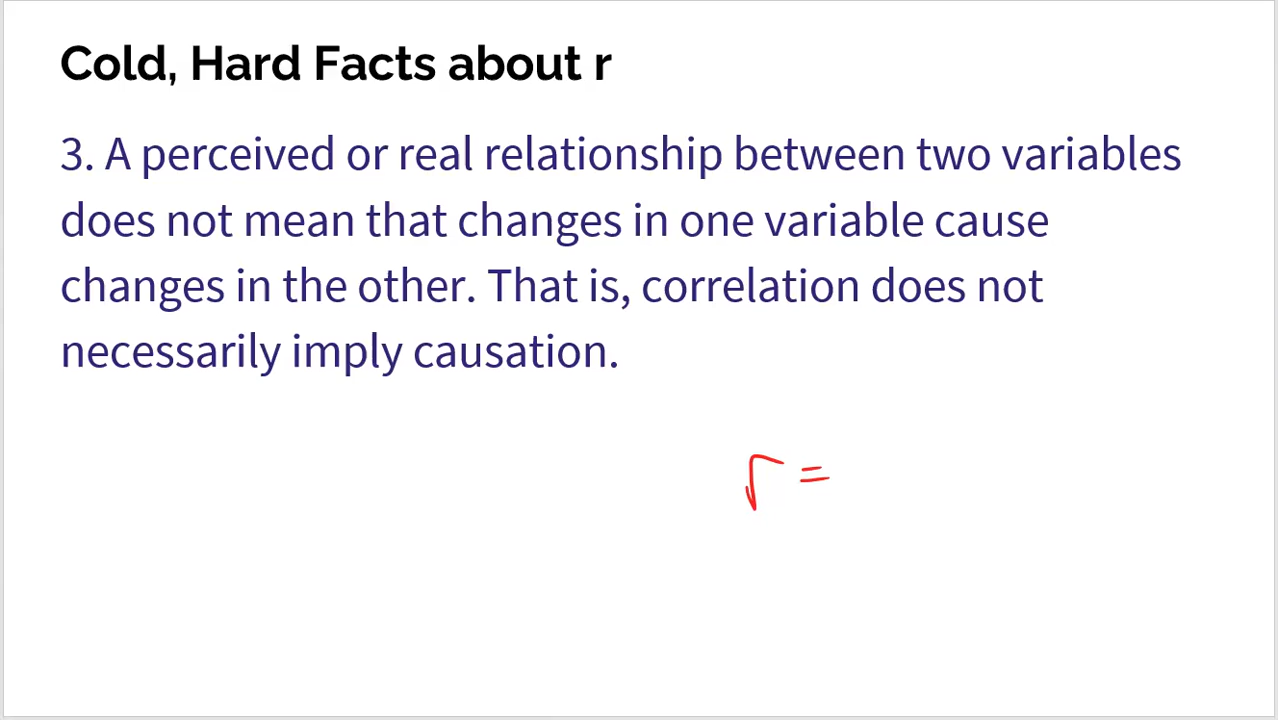 Cold, Hard Facts about r
3. A perceived or real relationship between two variables
does not mean that changes in one variable cause
changes in the other. That is, correlation does not
necessarily imply causation.
r =